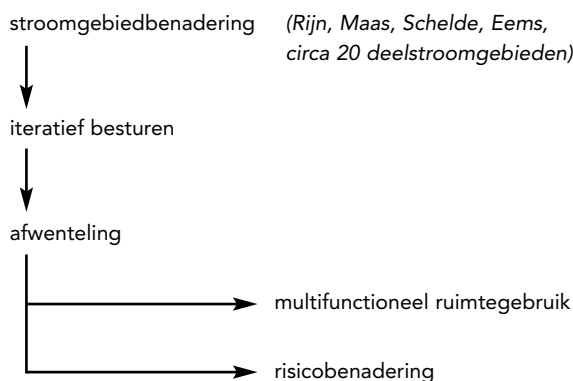 stroomgebiedbenadering
(Rijn, Maas, Schelde, Eems,
circa 20 deelstroomgebieden)
iteratief besturen
afwenteling
multifunctioneel ruimtegebruik
risicobenadering